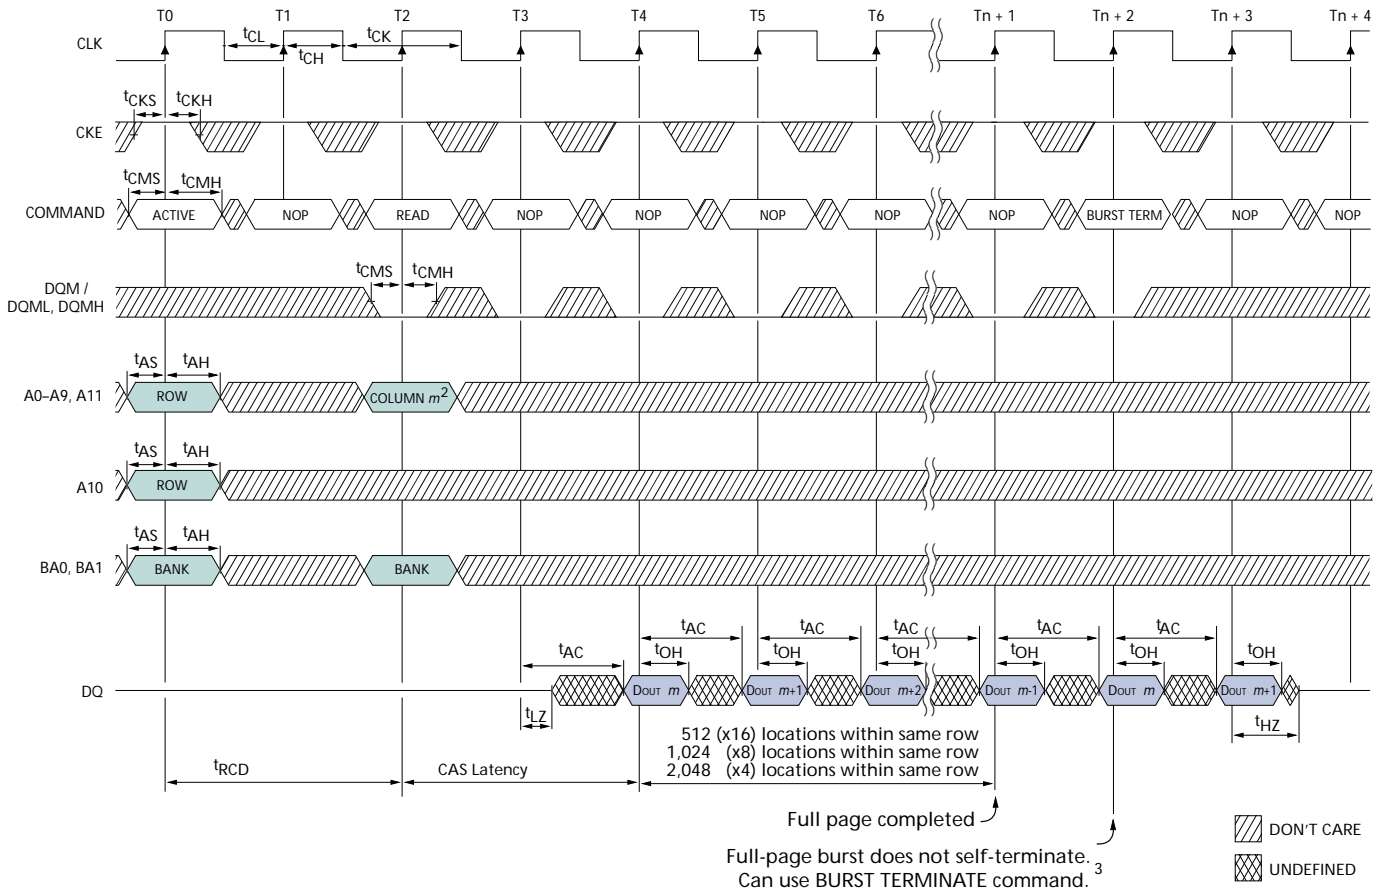 T0 T1 T2 T3 T4 T5 T6 Tn + 1 Tn + 2 Tn + 3 Tn + 4
CLK tCL tCH tCK
tCKS tCKH
CKE
tCMS tCMH
COMMAND ACTIVE NOP READ NOP NOP NOP NOP NOP BURST TERM NOP NOP
tCMS tCMH
DQM /
DQML, DQMH
tAS tAH
A0–A9, A11 ROW COLUMN m2
tAS tAH
A10 ROW
tAS tAH
BA0, BA1 BANK BANK
tAC tAC tAC tAC tAC tAC
tOH tOH tOH tOH tOH tOH
DQ DOUT m DOUT m+1 DOUT m+2 DOUT m-1 DOUT m DOUT m+1
tLZ tHZ
512 (x16) locations within same row
1,024 (x8) locations within same row
2,048 (x4) locations within same row
tRCD CAS Latency
Full page completed
Full-page burst does not self-terminate. 3
Can use BURST TERMINATE command.
DON'T CARE
UNDEFINED